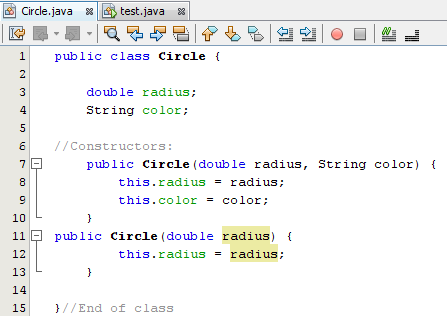 Circle.java test.java
1 public class Circle {
2
3 double radius;
4 String color;
5
6 //Constructors:
7 public Circle(double radius, String color) {
8 this.radius = radius;
9 this.color = color;
10 }
11 public Circle(double radius) {
12 this.radius = radius;
13 }
14
15 }//End of class